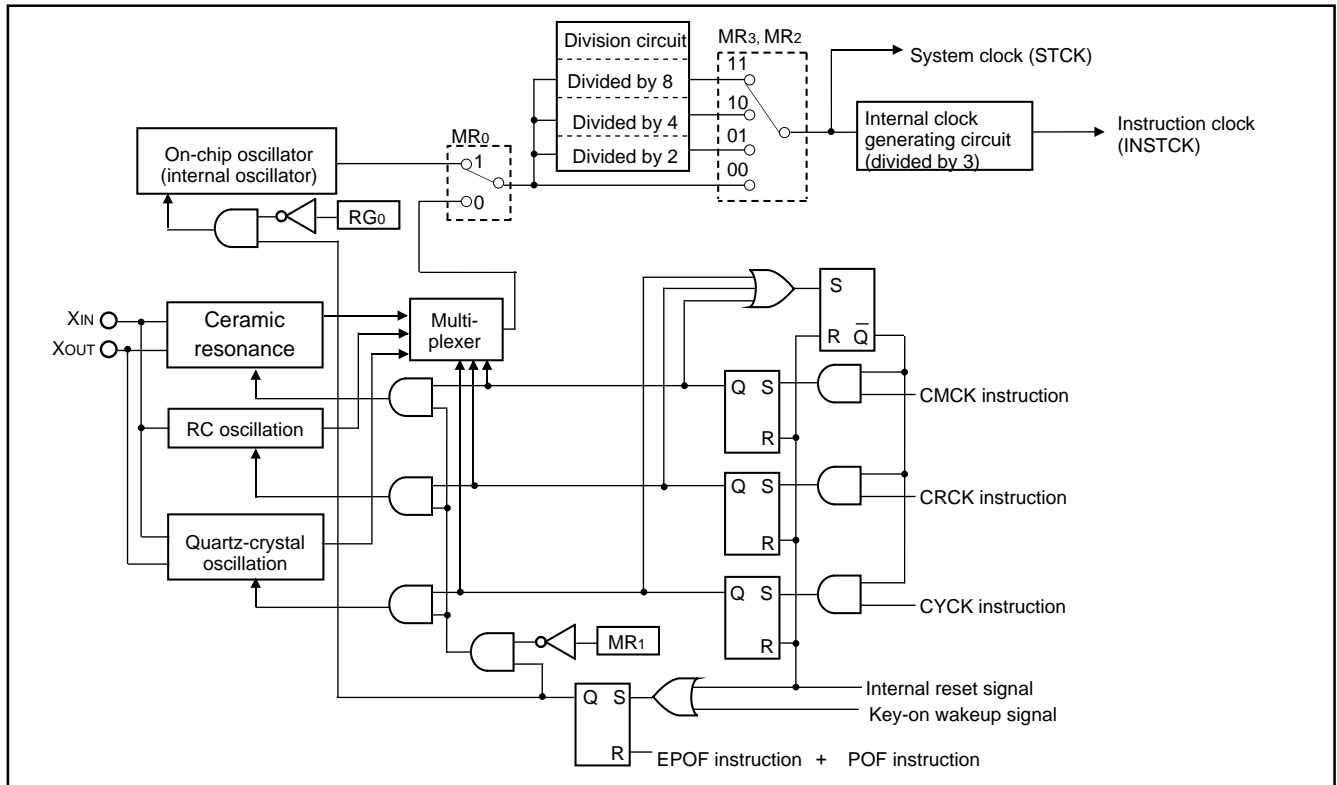 Division circuit
MR3, MR2
System clock (STCK)
11
Divided by 8
10
Divided by 4
01
Divided by 2
00
Internal clock
generating circuit
(divided by 3)
Instruction clock
(INSTCK)
On-chip oscillator
(internal oscillator)
MR0
1
0
RG0
XIN
XOUT
Ceramic
resonance
Multi-
plexer
S
R Q
Q S
R
CMCK instruction
RC oscillation
Q S
R
CRCK instruction
Quartz-crystal
oscillation
Q S
R
CYCK instruction
MR1
Q S
R
Internal reset signal
Key-on wakeup signal
EPOF instruction + POF instruction